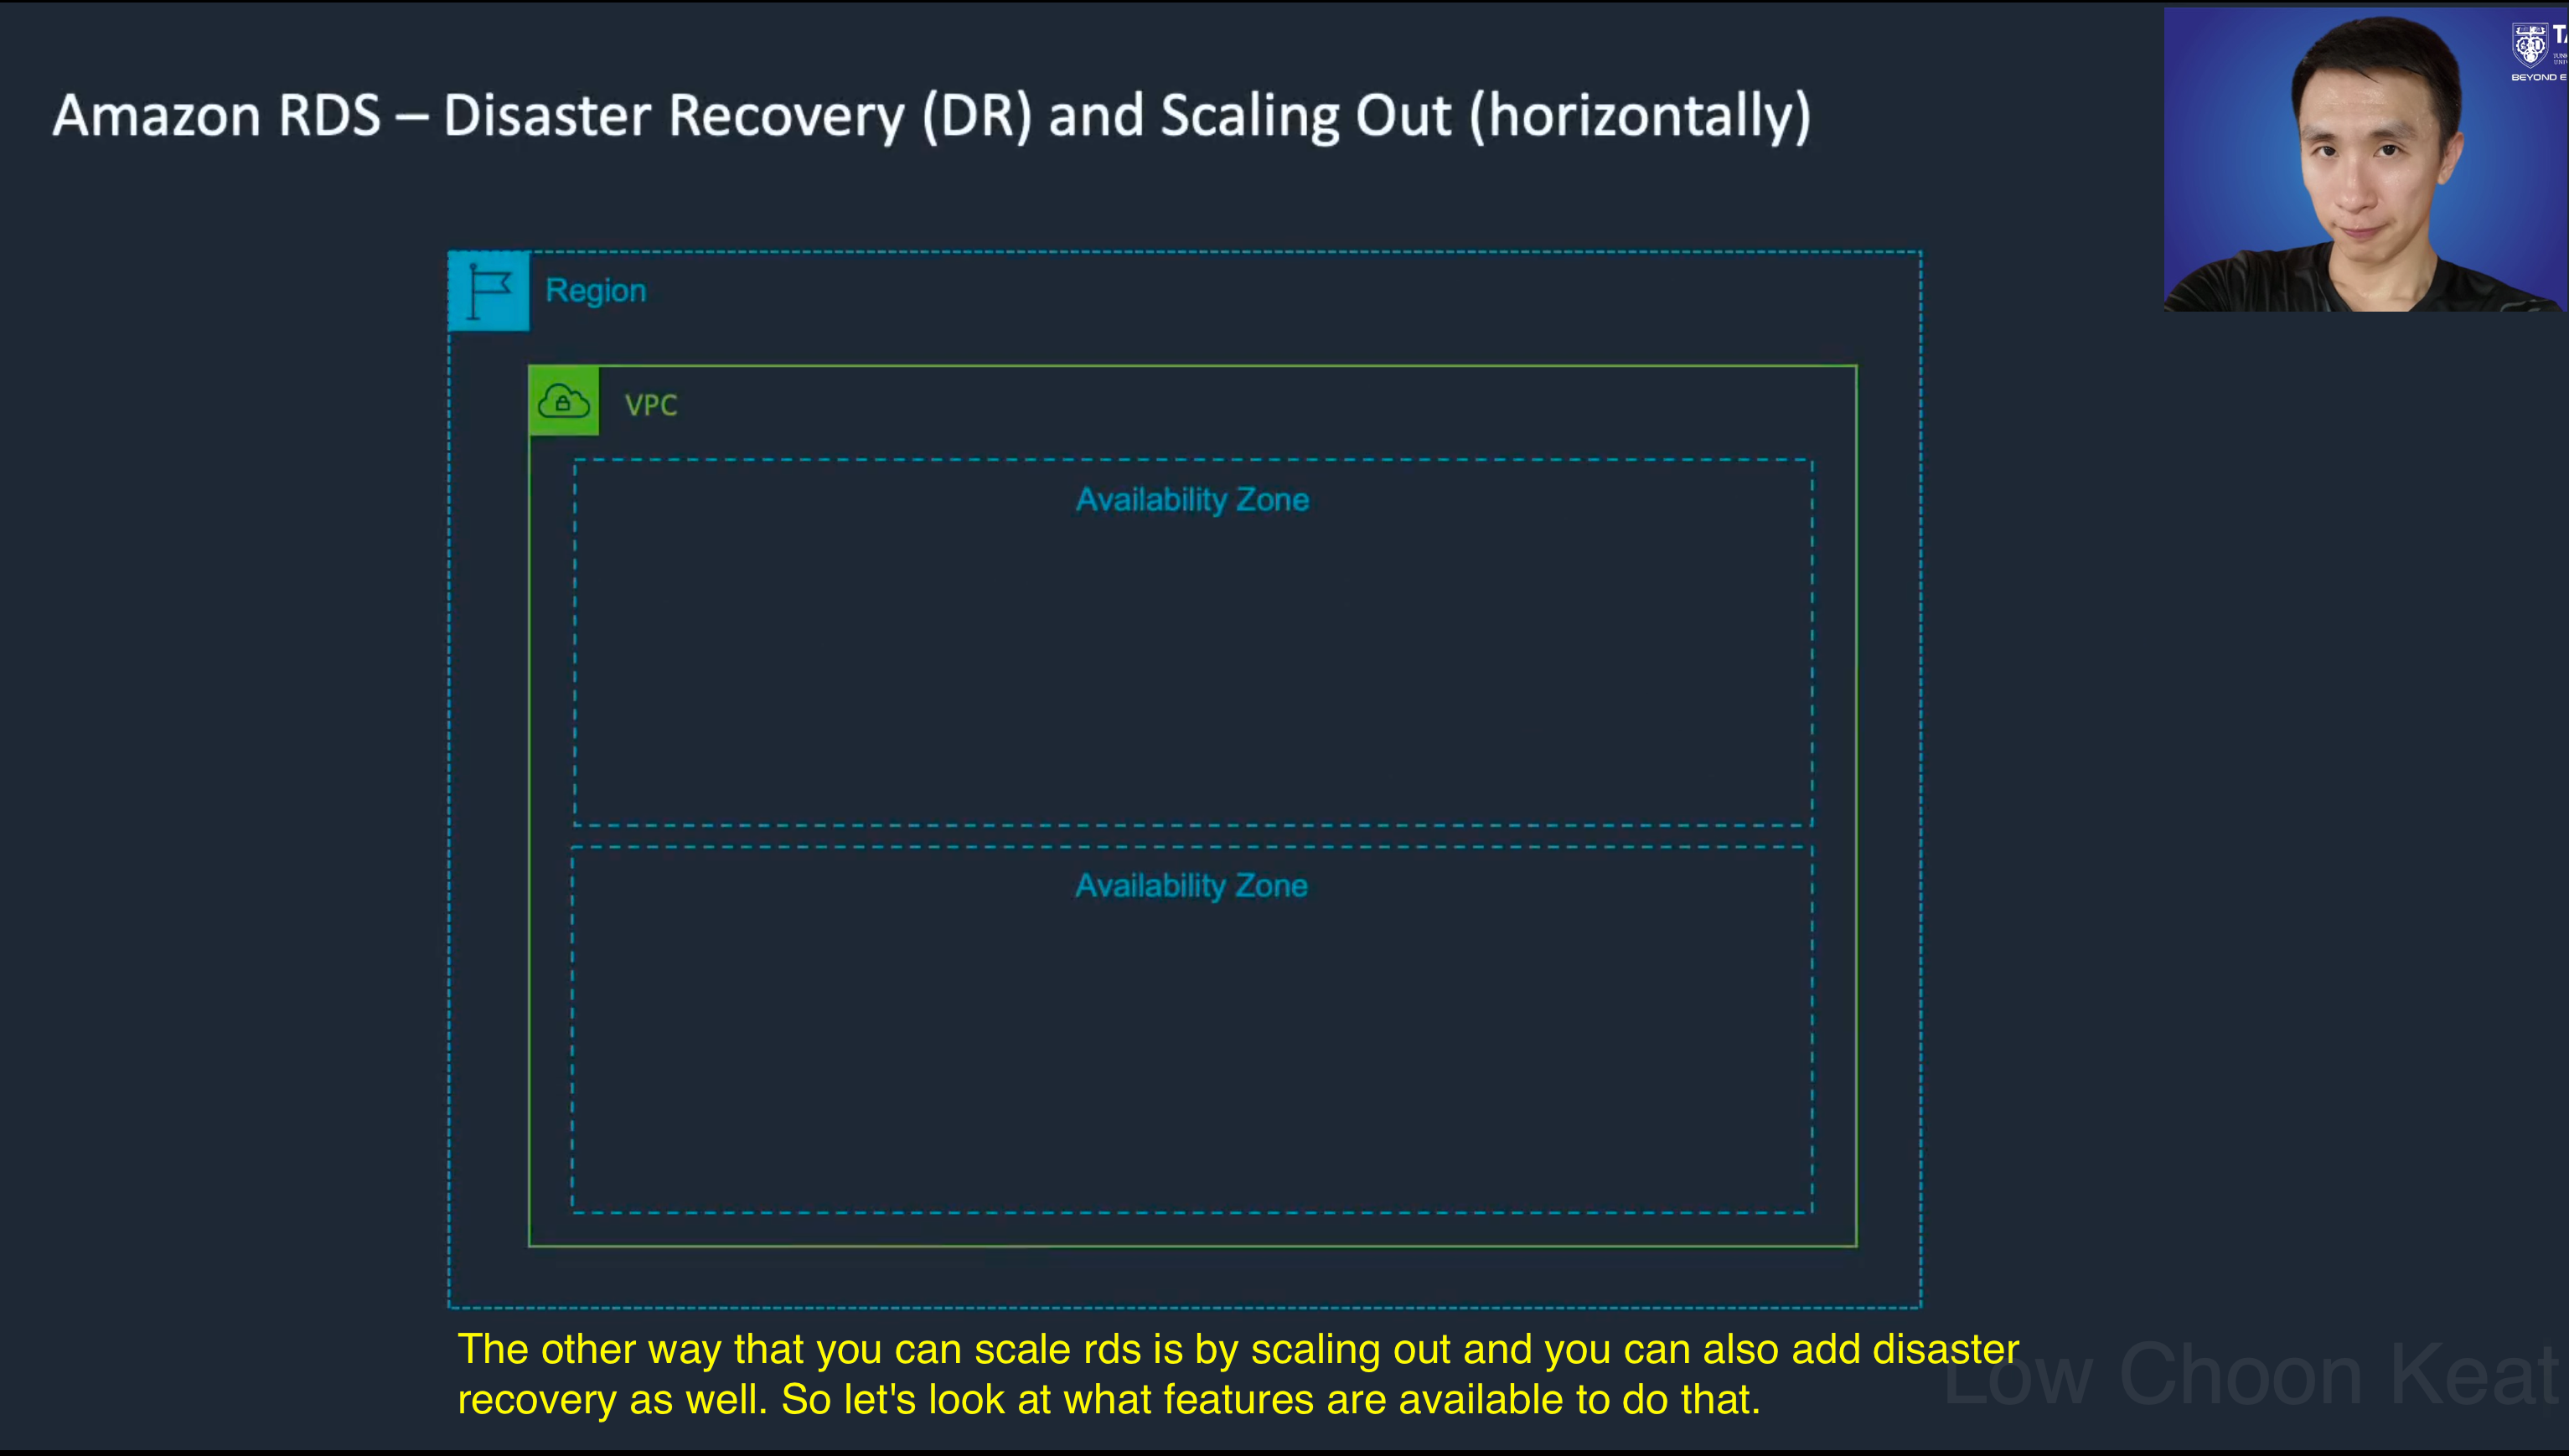 Amazon RDS – Disaster Recovery (DR) and Scaling Out (horizontally)
BEYOND E
Region
VPC
Availability Zone
Availability Zone
The other way that you can scale rds is by scaling out and you can also add disaster
recovery as well. So let's look at what features are available to do that.
Low Choon Keat